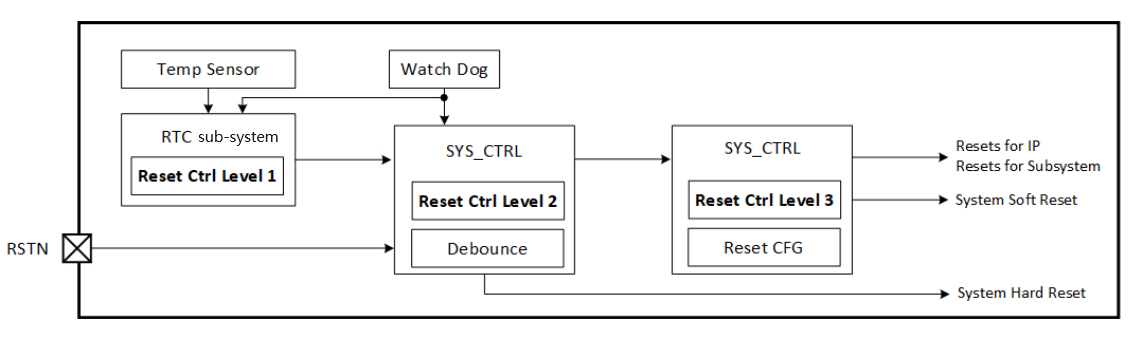 Temp Sensor
Watch Dog
RTC sub-system
Reset Ctrl Level 1
SYS_CTRL
Reset Ctrl Level 2
Debounce
SYS_CTRL
Reset Ctrl Level 3
Reset CFG
Resets for IP
Resets for Subsystem
System Soft Reset
RSTN
System Hard Reset